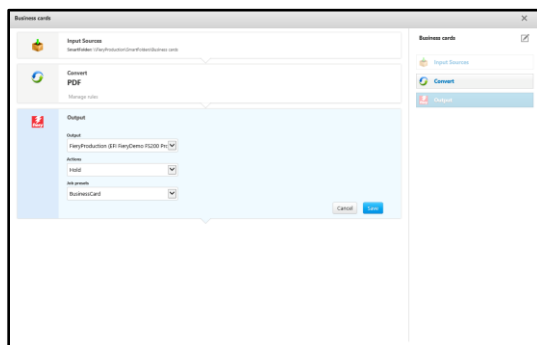 Business cards
Input Sources
SmartFolder: \\FieryProduction\SmartFolders\Business cards
Convert
PDF
Manage rules
Output
Output
FieryProduction (EFI FieryDemo FS200 Prc
Actions
Hold
Job presets
BusinessCard
Cancel
Save
Business cards
Input Sources
Convert
Output